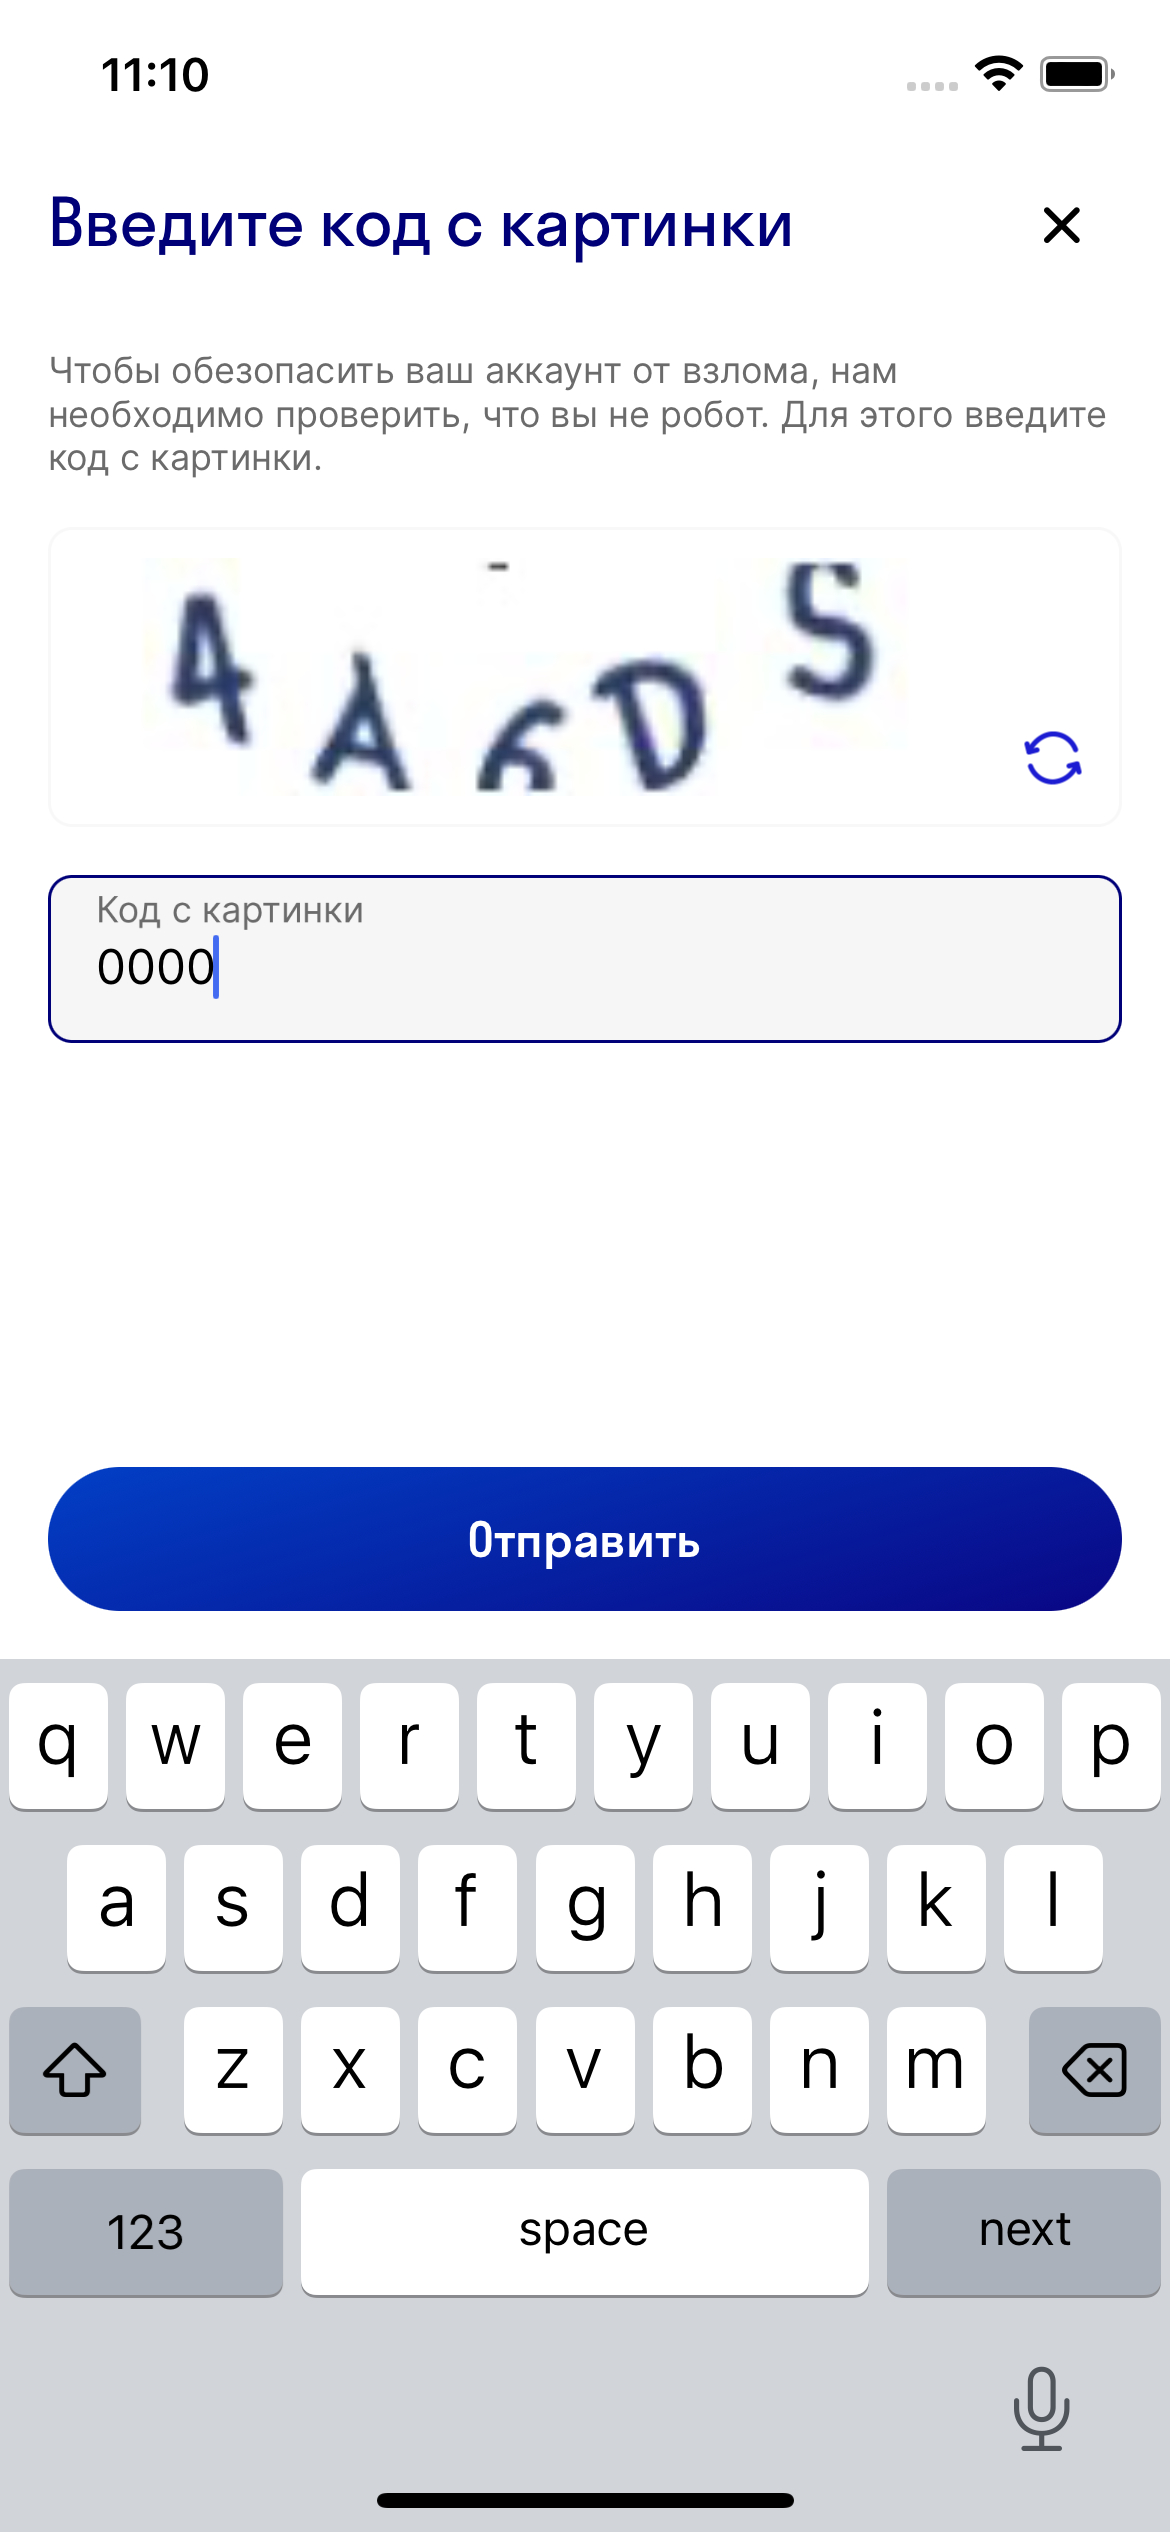 11:10
Введите код с картинки
Чтобы обезопасить ваш аккаунт от взлома, нам
необходимо проверить, что вы не робот. Для этого введите
код с картинки.
4 A 6 D S
Код с картинки
0000
Отправить
q w e r t y u i o p
a s d f g h j k l
z x c v b n m
123 space next